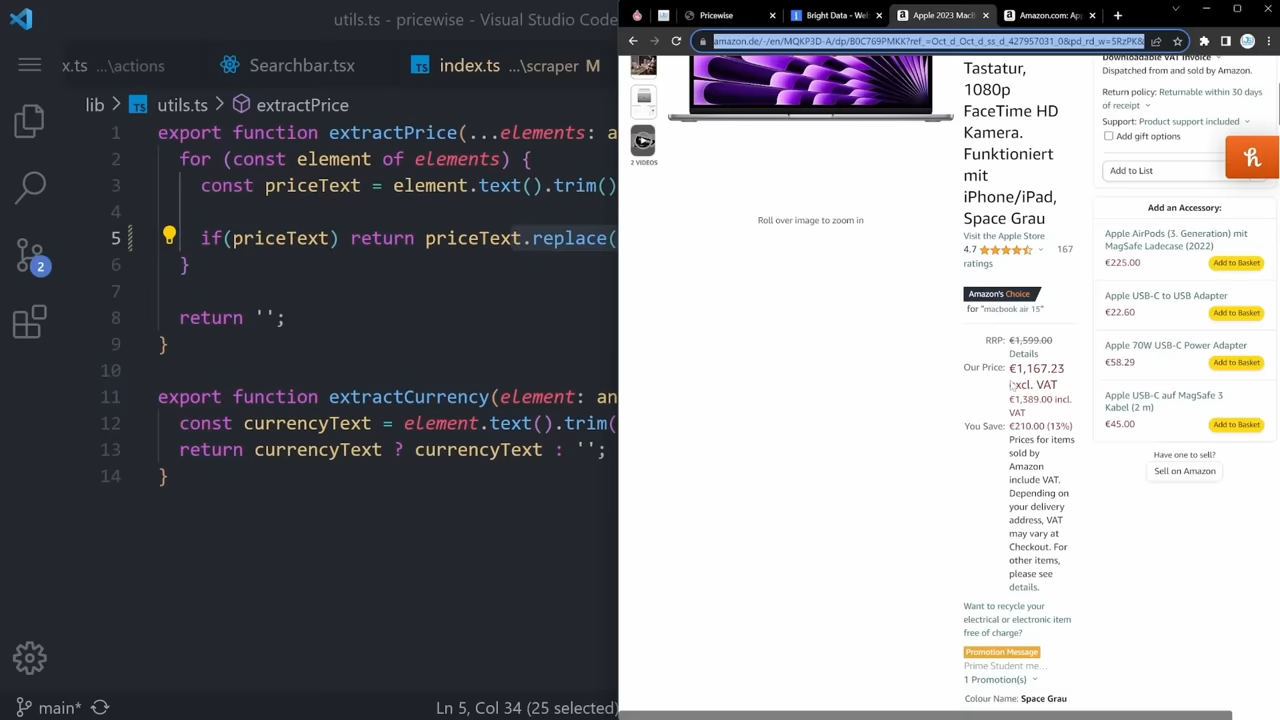 utils.ts - pricewise - Visual Studio Code
x.ts ...\actions
Searchbar.tsx
index.ts ...\scraper M
lib > utils.ts > extractPrice
1 export function extractPrice(...elements: an
2 for (const element of elements) {
3 const priceText = element.text().trim()
4
5 if(priceText) return priceText.replace(
6 }
7
8 return '';
9 }
10
11 export function extractCurrency(element: an
12 const currencyText = element.text().trim(
13 return currencyText ? currencyText : '';
14 }
2
main*
Ln 5, Col 34 (25 selected)
Pricewise
Bright Data - Wel
Apple 2023 MacB
Amazon.com: Ap
amazon.de/-/en/MQKP3D-A/dp/B0C769PMKK?ref_=Oct_d_Oct_d_ss_d_427957031_0&pd_rd_w=5RzPK&
2 VIDEOS
Roll over image to zoom in
Tastatur,
1080p
FaceTime HD
Kamera.
Funktioniert
mit
iPhone/iPad,
Space Grau
Visit the Apple Store
4.7 167
ratings
Amazon's Choice
for "macbook air 15"
RRP: €1,599.00
Details
Our Price: €1,167.23
excl. VAT
€1,389.00 incl.
VAT
You Save: €210.00 (13%)
Prices for items
sold by
Amazon
include VAT.
Depending on
your delivery
address, VAT
may vary at
Checkout. For
other items,
please see
details.
Want to recycle your
electrical or electronic item
free of charge?
Promotion Message
Prime Student me...
1 Promotion(s)
Colour Name: Space Grau
Downloadable VAT Invoice
Dispatched from and sold by Amazon.
Return policy: Returnable within 30 days
of receipt
Support: Product support included
Add gift options
Add to List
h
Add an Accessory:
Apple AirPods (3. Generation) mit
MagSafe Ladecase (2022)
€225.00 Add to Basket
Apple USB-C to USB Adapter
€22.60 Add to Basket
Apple 70W USB-C Power Adapter
€58.29 Add to Basket
Apple USB-C auf MagSafe 3
Kabel (2 m)
€45.00 Add to Basket
Have one to sell?
Sell on Amazon